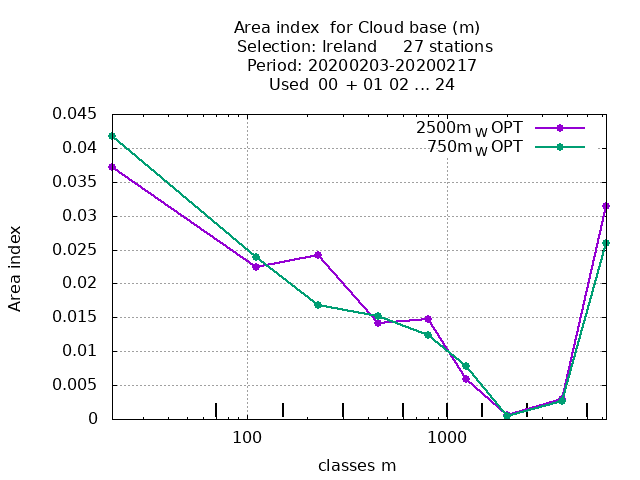 Area index  for Cloud base (m)
Selection: Ireland     27 stations
Period: 20200203-20200217
Used  00 + 01 02 ... 24
2500m W OPT
750m W OPT
0.045
0.04
0.035
0.03
0.025
0.02
0.015
0.01
0.005
0
Area index
100
1000
classes m